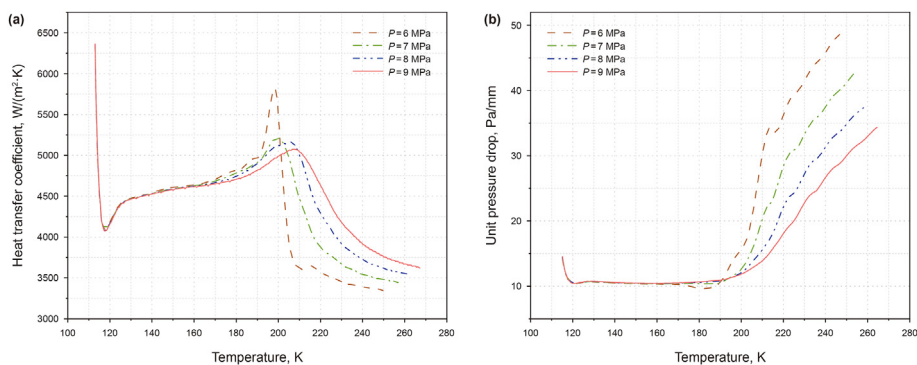 (a)
6500
6000
5500
5000
4500
4000
3500
3000
Heat transfer coefficient, W/(m²·K)
P = 6 MPa
P = 7 MPa
P = 8 MPa
P = 9 MPa
100 120 140 160 180 200 220 240 260 280
Temperature, K
(b)
50
40
30
20
10
Unit pressure drop, Pa/mm
P = 6 MPa
P = 7 MPa
P = 8 MPa
P = 9 MPa
100 120 140 160 180 200 220 240 260 280
Temperature, K